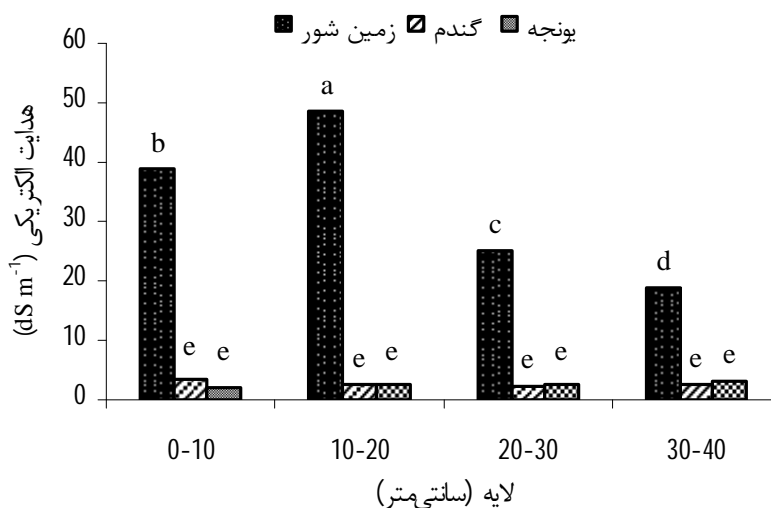 زمین شور گندم یونجه
هدایت الکتریکی (dS m⁻¹)
60
50
40
30
20
10
0
b
e
e
a
e
e
c
e
e
d
e
e
0-10 10-20 20-30 30-40
لایه (سانتی‌متر)